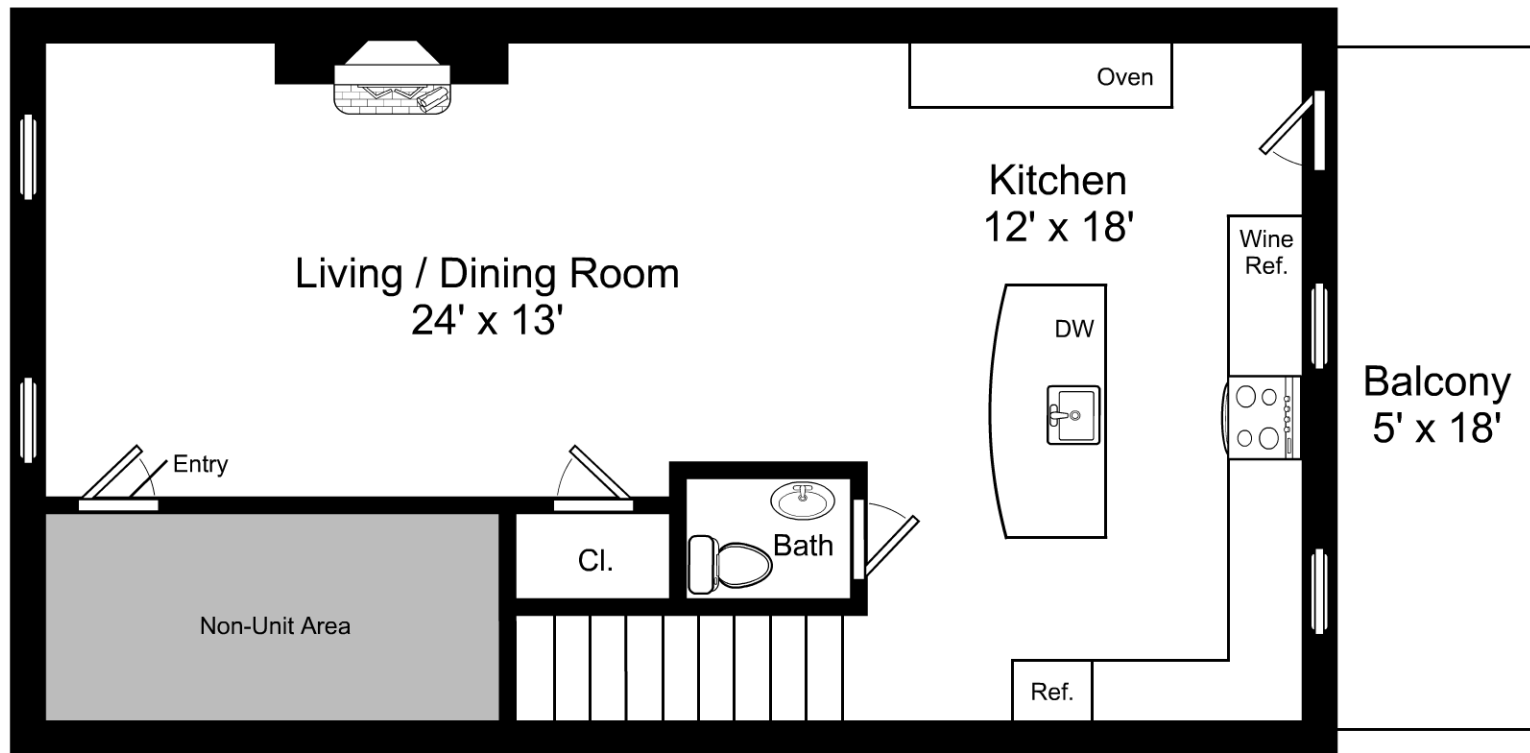 Oven
Kitchen
12' x 18'
Wine
Ref.
Living / Dining Room
24' x 13'
DW
Balcony
5' x 18'
Entry
Bath
Cl.
Non-Unit Area
Ref.